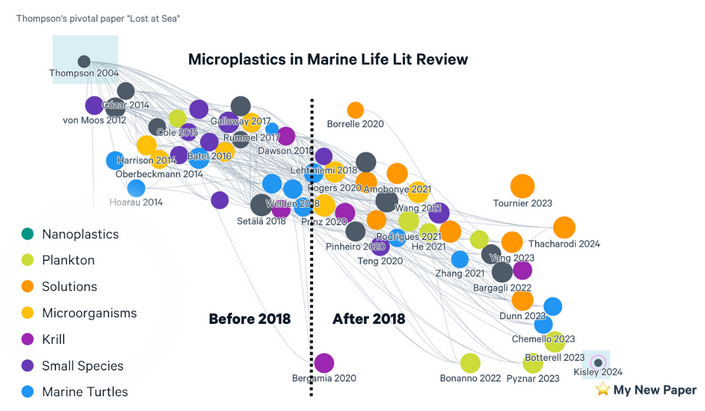 Thompson's pivotal paper "Lost at Sea"
Microplastics in Marine Life Lit Review
Thompson 2004
Cózar 2014
von Moos 2012
Galloway 2017
Borrelle 2020
Cole 2015
Rummel 2017
Dawson 2018
Harrison 2014
Batel 2016
Oberbeckmann 2014
Lehtiniemi 2018
Rogers 2020
Amobonye 2021
Hoarau 2014
Welden 2018
Wang 2021
Tournier 2023
Setälä 2018
Prinz 2020
Rodrigues 2021
Pinheiro 2020
He 2021
Thacharodi 2024
Teng 2020
Yang 2023
Zhang 2021
Bargagli 2022
Nanoplastics
Plankton
Solutions
Microorganisms
Krill
Small Species
Marine Turtles
Before 2018
After 2018
Dunn 2023
Chemello 2023
Botterell 2023
Bergamia 2020
Bonanno 2022
Pyznar 2023
Kisley 2024
My New Paper